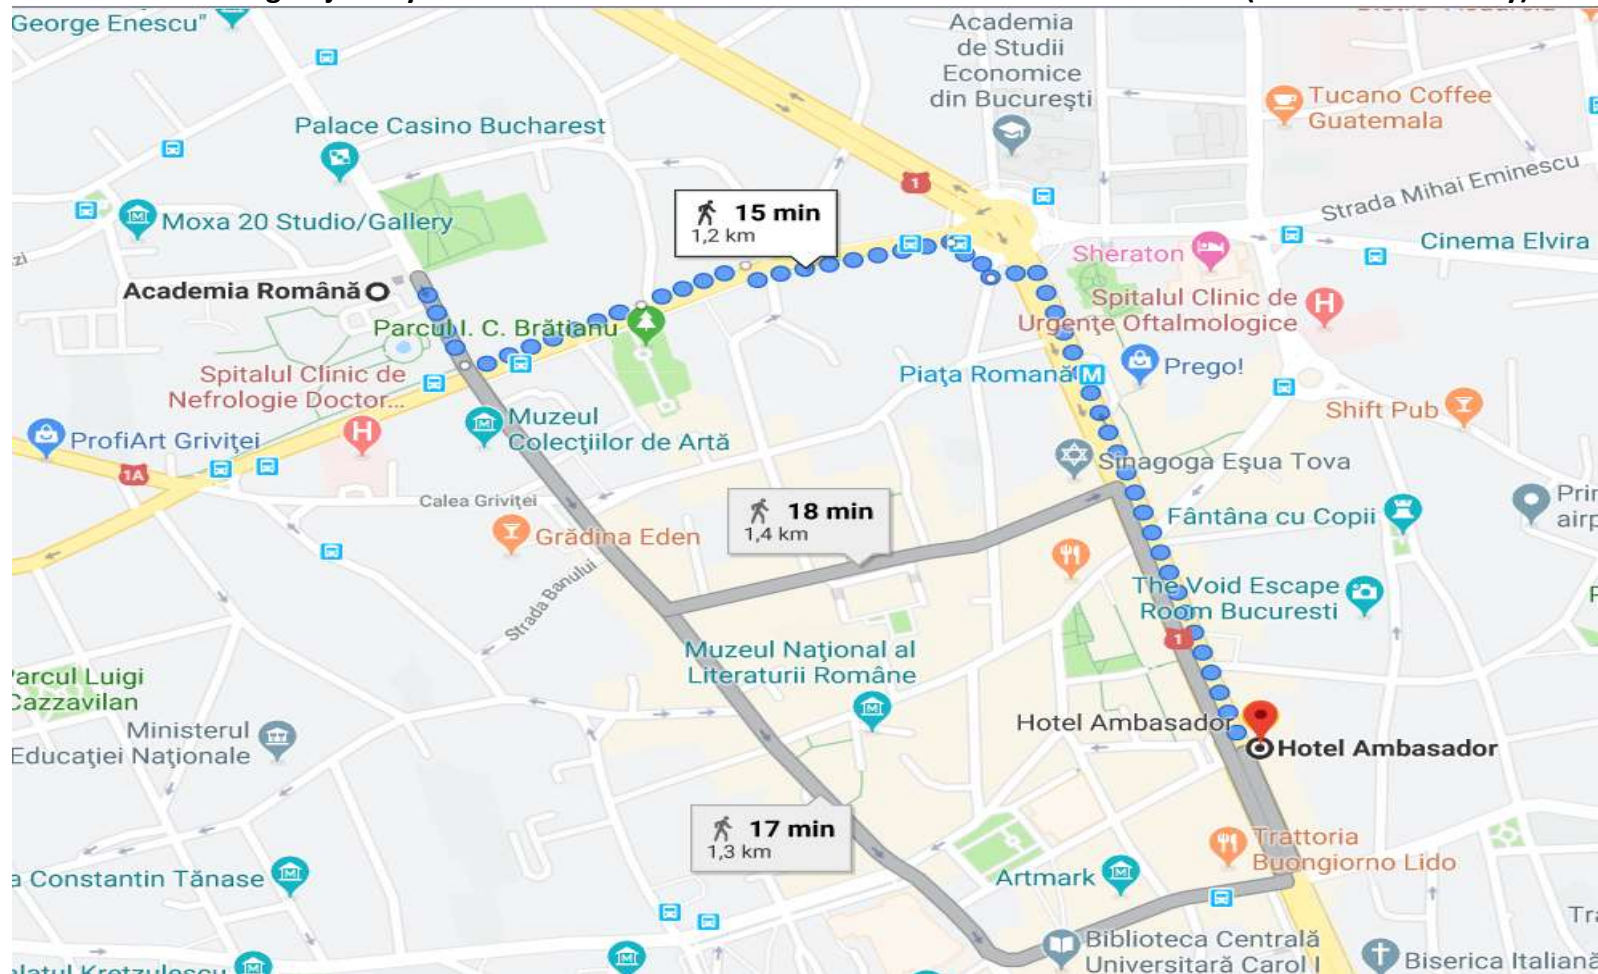 George Enescu"
Academia
de Studii
Economice
din București
Tucano Coffee
Guatemala
Palace Casino Bucharest
1
Strada Mihai Eminescu
Moxa 20 Studio/Gallery
15 min
1,2 km
Cinema Elvira
Sheraton
Academia Română
Spitalul Clinic de
Urgențe Oftalmologice
Parcul I. C. Brătianu
Piața Romană
M
Prego!
Spitalul Clinic de
Nefrologie Doctor...
H
H
Shift Pub
Muzeul
Colecțiilor de Artă
ProfiArt Griviței
1A
Sinagoga Eșua Tova
Calea Griviței
18 min
1,4 km
Fântâna cu Copii
Grădina Eden
Strada Banului
The Void Escape
Room Bucuresti
1
Muzeul Național al
Literaturii Române
arcul Luigi
Cazzavilan
Ministerul
Educației Naționale
Hotel Ambasador
Hotel Ambasador
17 min
1,3 km
Trattoria
Buongiorno Lido
a Constantin Tănase
Artmark
Biblioteca Centrală
Universitară Carol I
Biserica Italiană
latul Kretzulescu